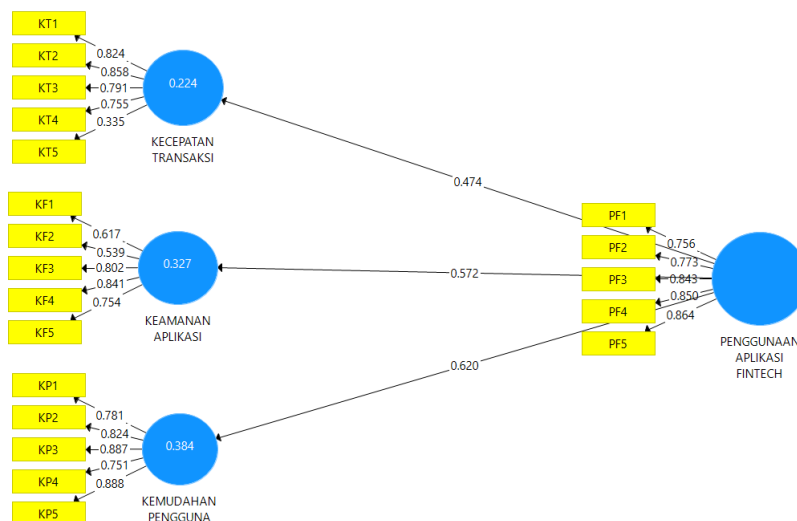 KT1
KT2
KT3
KT4
KT5
0.824
0.858
0.791
0.755
0.335
0.224
KECEPATAN
TRANSAKSI
0.474
KF1
KF2
KF3
KF4
KF5
0.617
0.539
0.802
0.841
0.754
0.327
KEAMANAN
APLIKASI
0.572
PF1
PF2
PF3
PF4
PF5
0.756
0.773
0.843
0.850
0.864
PENGGUNAAN
APLIKASI
FINTECH
0.620
KP1
KP2
KP3
KP4
KP5
0.781
0.824
0.887
0.751
0.888
0.384
KEMUDAHAN
PENGGUNA